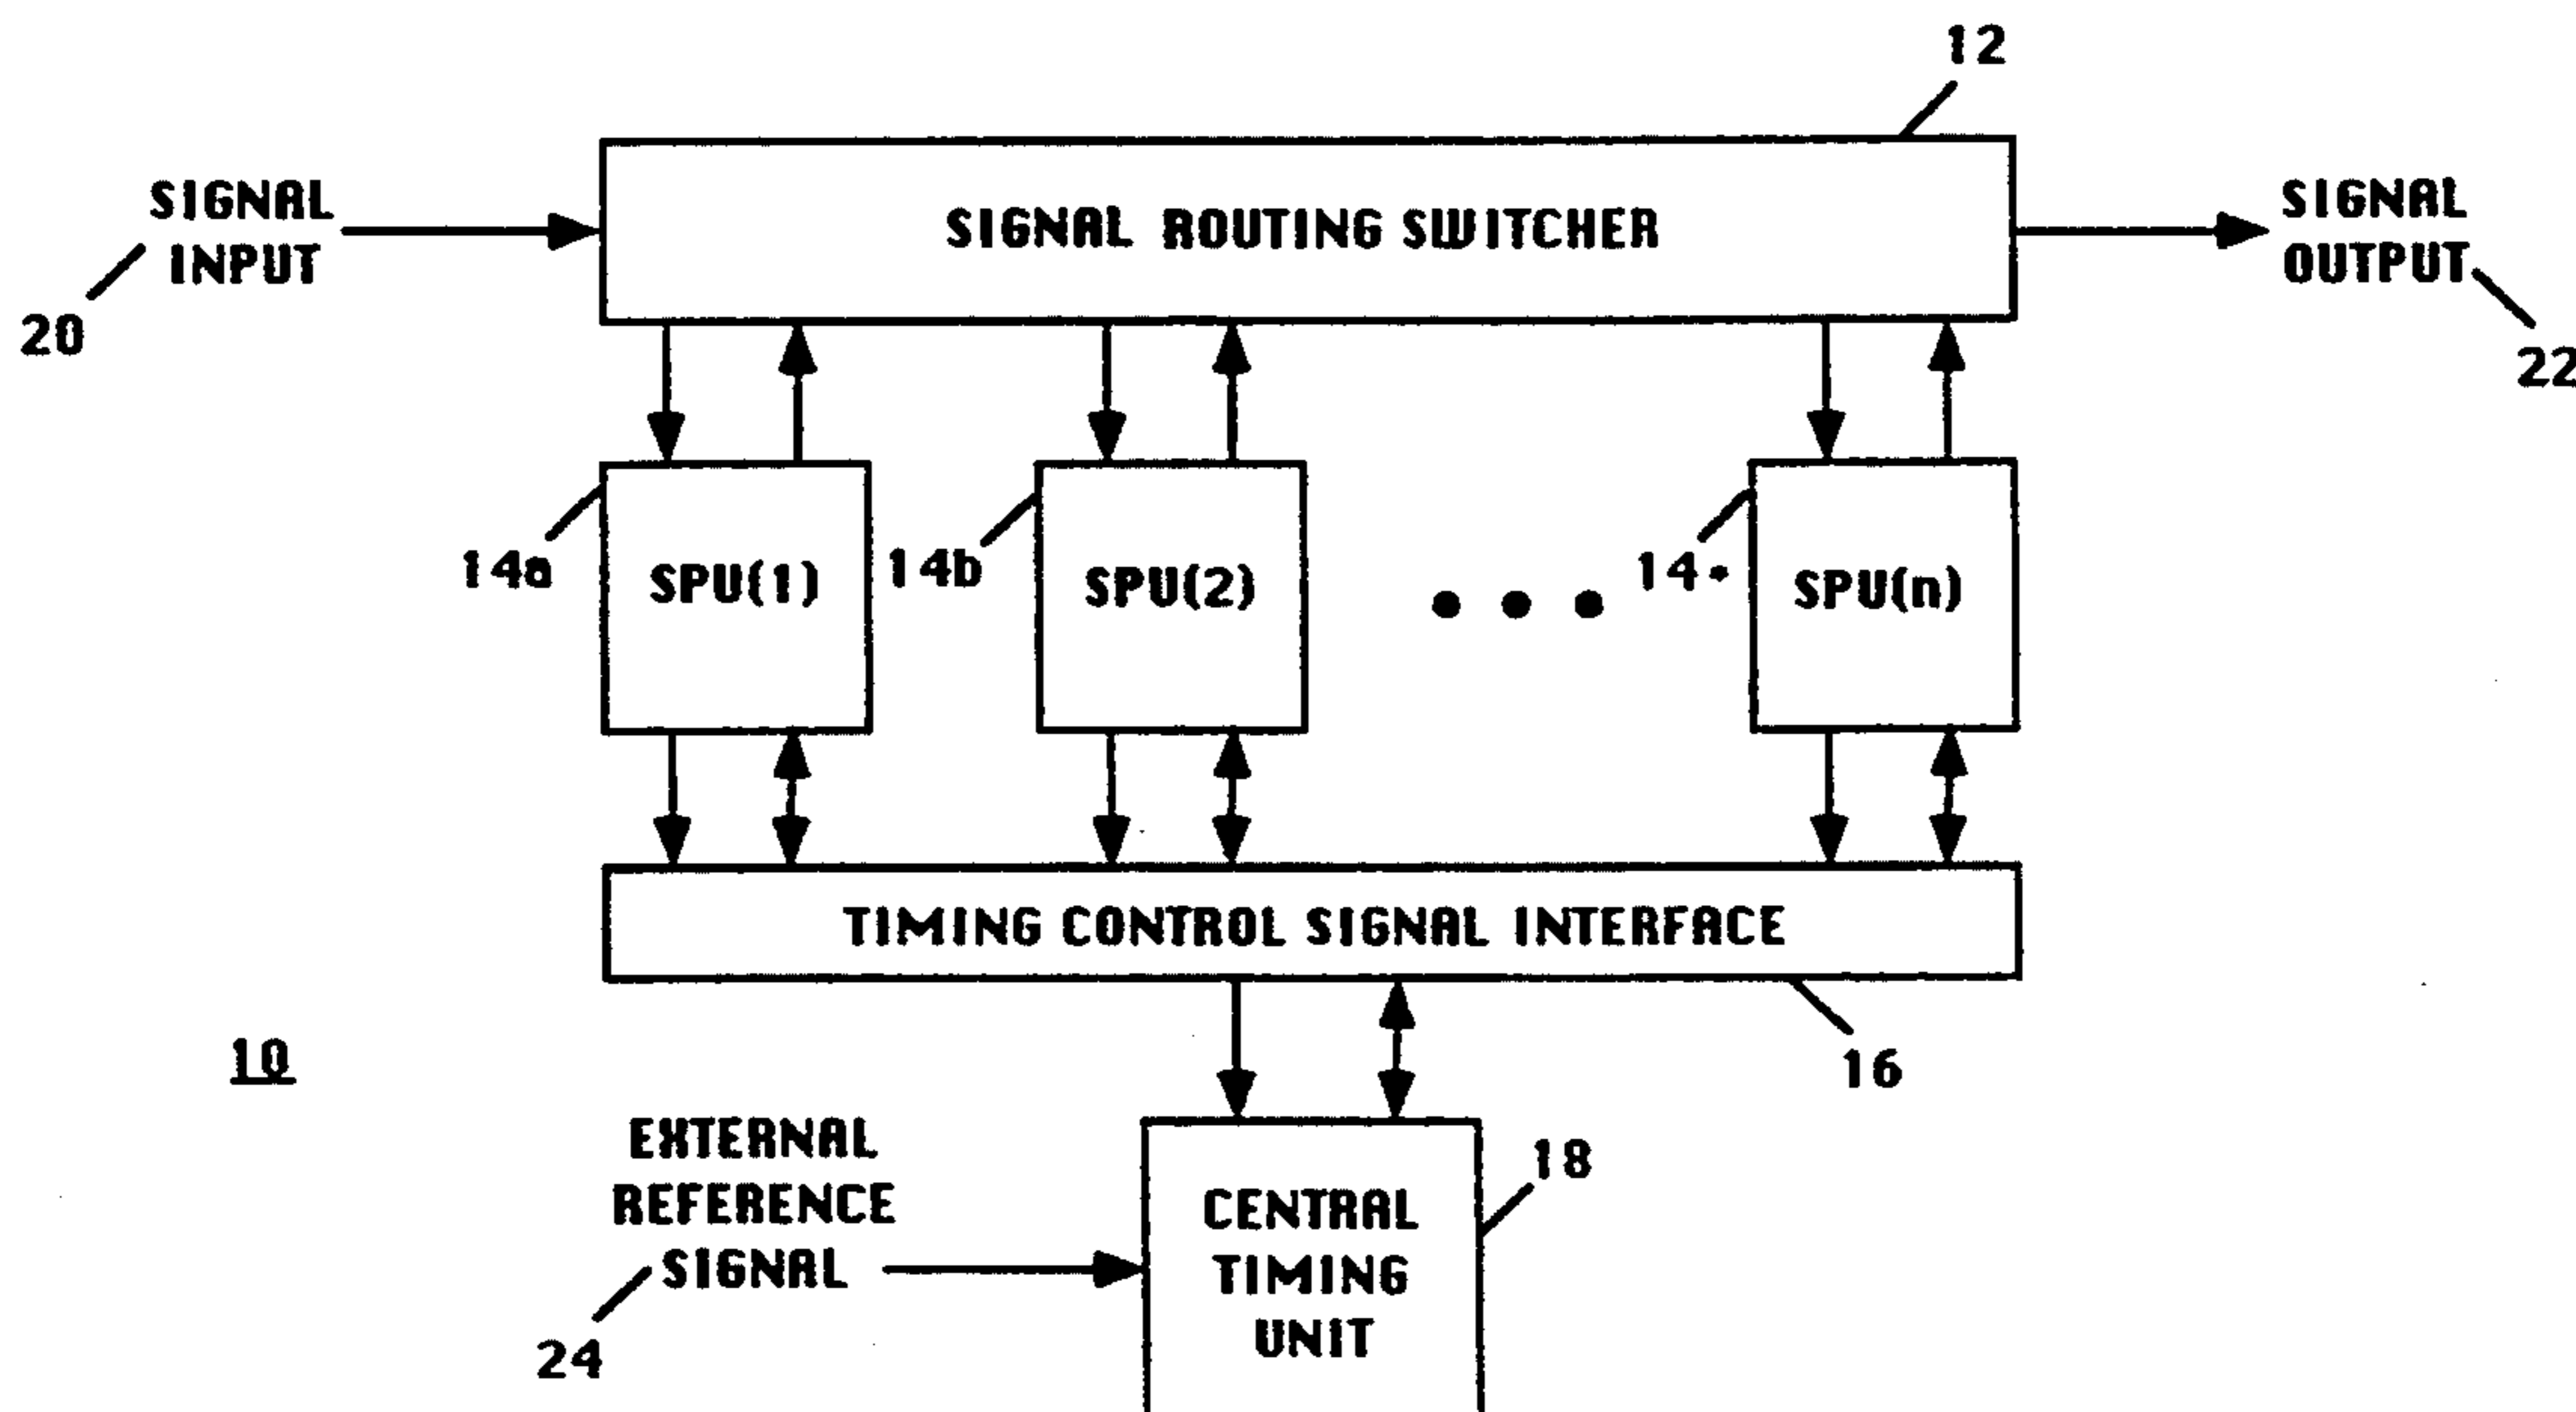 12
SIGNAL
INPUT
20
SIGNAL ROUTING SWITCHER
SIGNAL
OUTPUT
22
14a
SPU(1)
14b
SPU(2)
• • •
14•
SPU(n)
TIMING CONTROL SIGNAL INTERFACE
16
10
EXTERNAL
REFERENCE
SIGNAL
24
CENTRAL
TIMING
UNIT
18